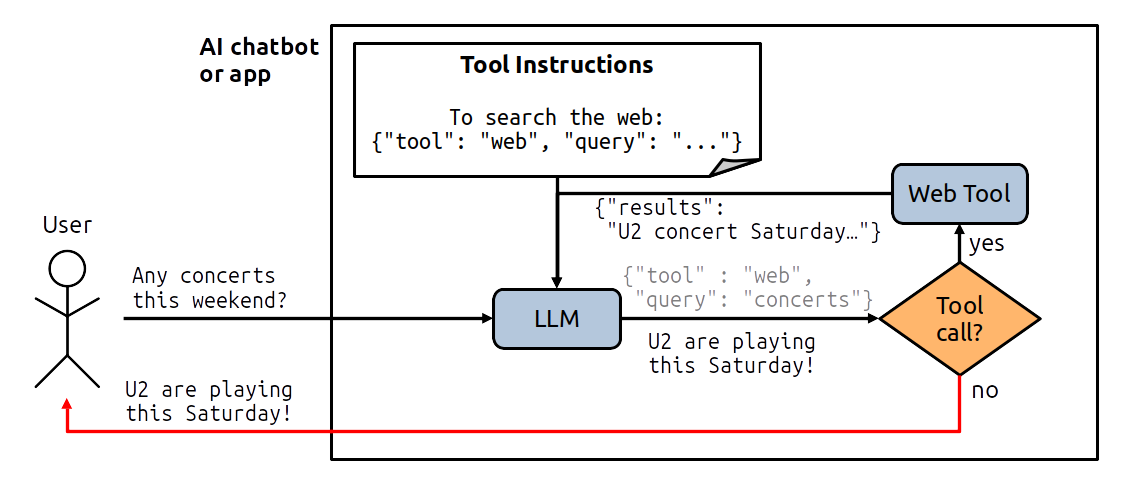 AI chatbot
or app
Tool Instructions
To search the web:
{"tool": "web", "query": "..."}
Web Tool
{"results":
"U2 concert Saturday…"}
yes
User
Any concerts
this weekend?
{"tool" : "web",
"query": "concerts"}
LLM
Tool
call?
U2 are playing
this Saturday!
no
U2 are playing
this Saturday!